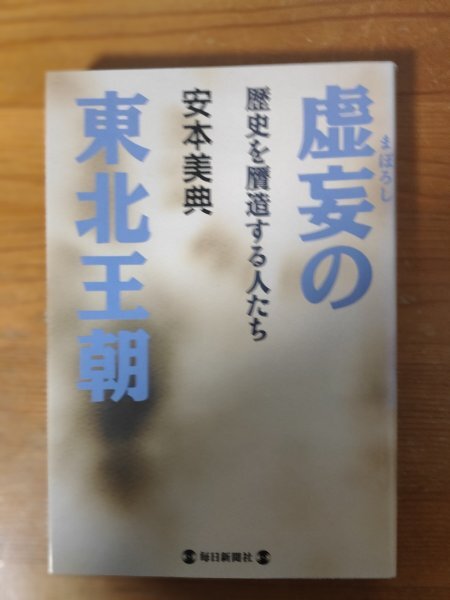 虚妄の
まぼろし
歴史を贋造する人たち
安本美典
東北王朝
毎日新聞社